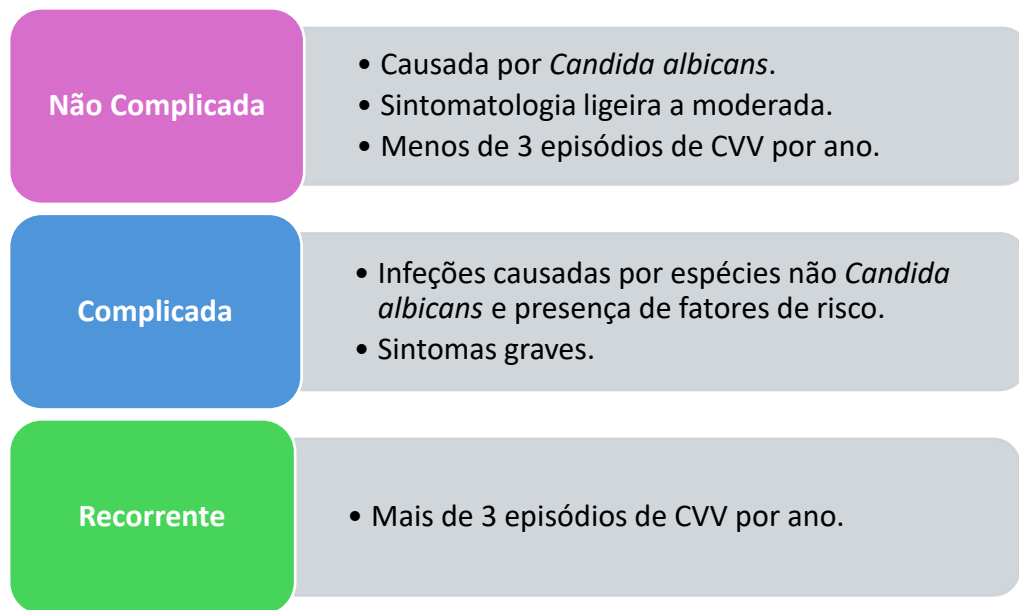 Não Complicada
• Causada por Candida albicans.
• Sintomatologia ligeira a moderada.
• Menos de 3 episódios de CVV por ano.
Complicada
• Infeções causadas por espécies não Candida
albicans e presença de fatores de risco.
• Sintomas graves.
Recorrente
• Mais de 3 episódios de CVV por ano.